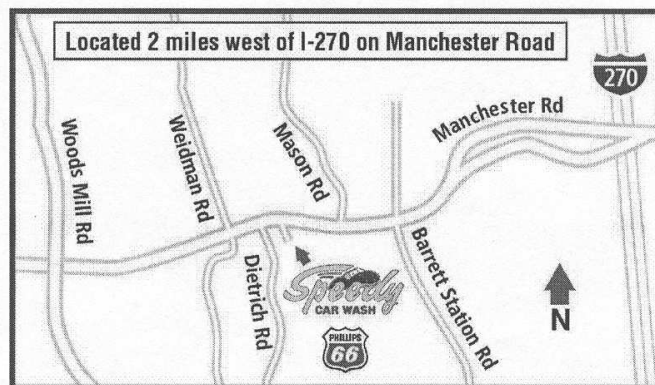 Located 2 miles west of I-270 on Manchester Road
270
Manchester Rd
Woods Mill Rd
Weidman Rd
Mason Rd
Dietrich Rd
Barrett Station Rd
Speedy
CAR WASH
PHILLIPS
66
N